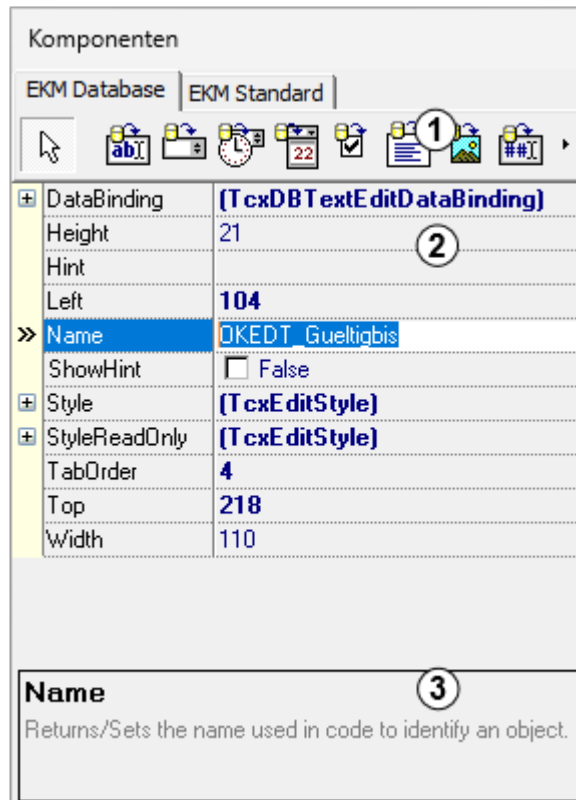 Komponenten
EKM Database EKM Standard
ab 22 1 ##
DataBinding (TcxDBTextEditDataBinding)
Height 21 2
Hint
Left 104
» Name DKEDT_Gueltigbis
ShowHint False
Style (TcxEditStyle)
StyleReadOnly (TcxEditStyle)
TabOrder 4
Top 218
Width 110
Name 3
Returns/Sets the name used in code to identify an object.